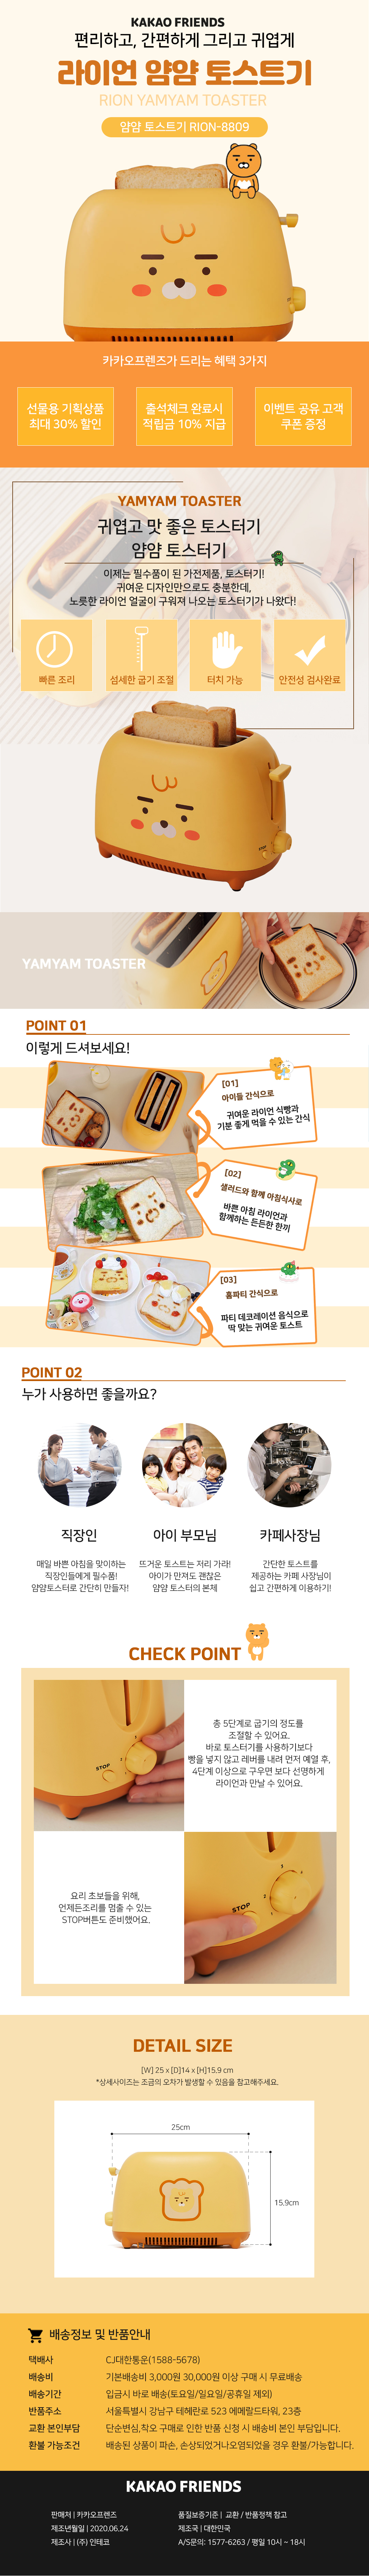 KAKAO FRIENDS
편리하고, 간편하게 그리고 귀엽게
라이언 얌얌 토스트기
RION YAMYAM TOASTER
얌얌 토스트기 RION-8809
카카오프렌즈가 드리는 혜택 3가지
선물용 기획상품
최대 30% 할인
출석체크 완료시
적립금 10% 지급
이벤트 공유 고객
쿠폰 증정
YAMYAM TOASTER
귀엽고 맛 좋은 토스터기
얌얌 토스터기
이제는 필수품이 된 가전제품, 토스터기!
귀여운 디자인만으로도 충분한데,
노릇한 라이언 얼굴이 구워져 나오는 토스터기가 나왔다!
빠른 조리
섬세한 굽기 조절
터치 가능
안전성 검사완료
STOP
YAMYAM TOASTER
POINT 01
이렇게 드셔보세요!
[01]
아이들 간식으로
귀여운 라이언 식빵과
기분 좋게 먹을 수 있는 간식
[02]
샐러드와 함께 아침식사로
바쁜 아침 라이언과
함께하는 든든한 한끼
[03]
홈파티 간식으로
파티 데코레이션 음식으로
딱 맞는 귀여운 토스트
POINT 02
누가 사용하면 좋을까요?
직장인
매일 바쁜 아침을 맞이하는
직장인들에게 필수품!
얌얌토스터로 간단히 만들자!
아이 부모님
뜨거운 토스트는 저리 가라!
아이가 만져도 괜찮은
얌얌 토스터의 본체
카페사장님
간단한 토스트를
제공하는 카페 사장님이
쉽고 간편하게 이용하기!
CHECK POINT
STOP
총 5단계로 굽기의 정도를
조절할 수 있어요.
바로 토스터기를 사용하기보다
빵을 넣지 않고 레버를 내려 먼저 예열 후,
4단계 이상으로 구우면 보다 선명하게
라이언과 만날 수 있어요.
요리 초보들을 위해,
언제든조리를 멈출 수 있는
STOP버튼도 준비했어요.
STOP
DETAIL SIZE
[W] 25 x [D]14 x [H]15.9 cm
*상세사이즈는 조금의 오차가 발생할 수 있음을 참고해주세요.
25cm
15.9cm
배송정보 및 반품안내
택배사 CJ대한통운(1588-5678)
배송비 기본배송비 3,000원 30,000원 이상 구매 시 무료배송
배송기간 입금시 바로 배송(토요일/일요일/공휴일 제외)
반품주소 서울특별시 강남구 테헤란로 523 에메랄드타워, 23층
교환 본인부담 단순변심,착오 구매로 인한 반품 신청 시 배송비 본인 부담입니다.
환불 가능조건 배송된 상품이 파손, 손상되었거나오염되었을 경우 환불/가능합니다.
KAKAO FRIENDS
판매처 | 카카오프렌즈
제조년월일 | 2020.06.24
제조사 | (주) 인테코
품질보증기준 | 교환 / 반품정책 참고
제조국 | 대한민국
A/S문의: 1577-6263 / 평일 10시 ~ 18시